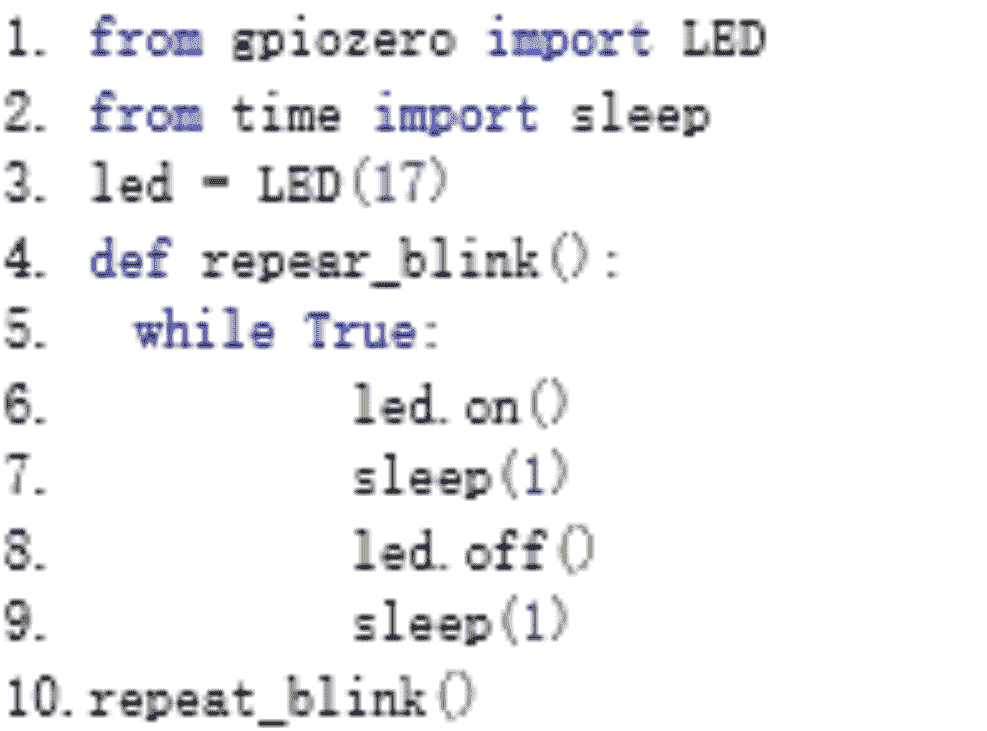 1. from gpiozero import LED
2. from time import sleep
3. led = LED(17)
4. def repear_blink():
5. while True:
6. led.on()
7. sleep(1)
8. led.off()
9. sleep(1)
10. repeat_blink()